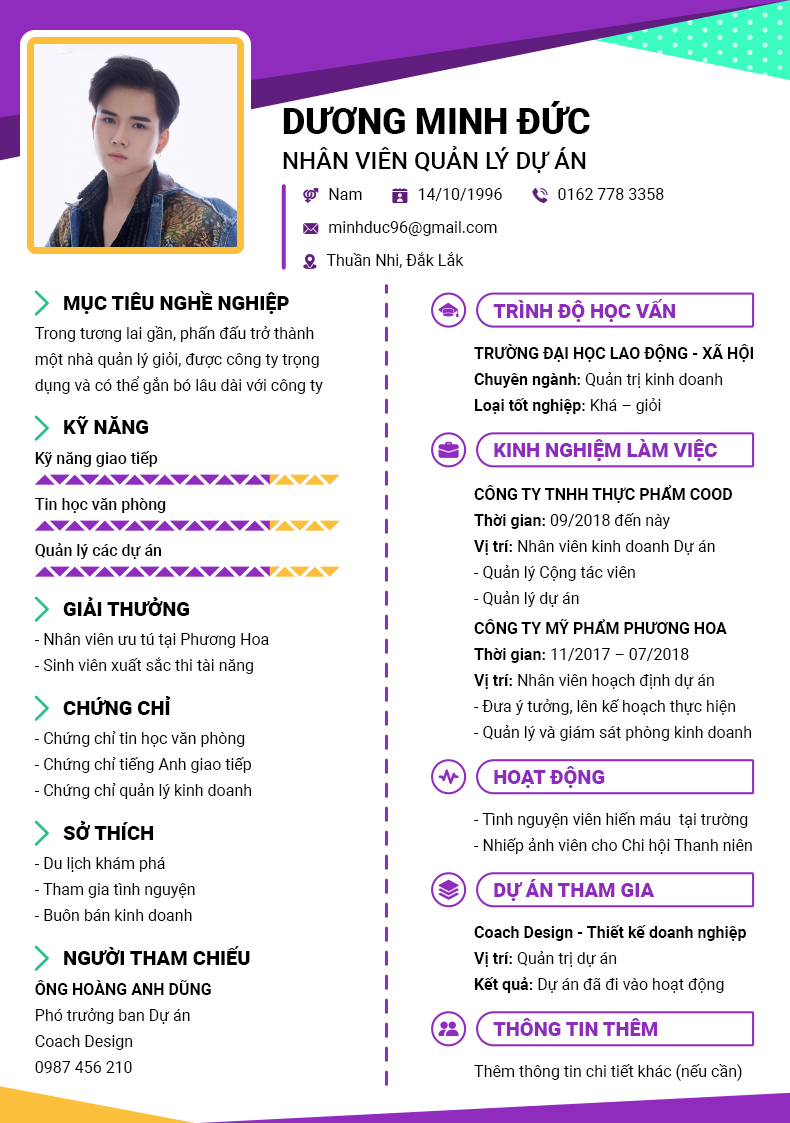 DƯƠNG MINH ĐỨC
NHÂN VIÊN QUẢN LÝ DỰ ÁN
Nam 14/10/1996 0162 778 3358
minhduc96@gmail.com
Thuần Nhi, Đắk Lắk
MỤC TIÊU NGHỀ NGHIỆP
Trong tương lai gần, phấn đấu trở thành
một nhà quản lý giỏi, được công ty trọng
dụng và có thể gắn bó lâu dài với công ty
KỸ NĂNG
Kỹ năng giao tiếp
Tin học văn phòng
Quản lý các dự án
GIẢI THƯỞNG
- Nhân viên ưu tú tại Phương Hoa
- Sinh viên xuất sắc thi tài năng
CHỨNG CHỈ
- Chứng chỉ tin học văn phòng
- Chứng chỉ tiếng Anh giao tiếp
- Chứng chỉ quản lý kinh doanh
SỞ THÍCH
- Du lịch khám phá
- Tham gia tình nguyện
- Buôn bán kinh doanh
NGƯỜI THAM CHIẾU
ÔNG HOÀNG ANH DŨNG
Phó trưởng ban Dự án
Coach Design
0987 456 210
TRÌNH ĐỘ HỌC VẤN
TRƯỜNG ĐẠI HỌC LAO ĐỘNG - XÃ HỘI
Chuyên ngành: Quản trị kinh doanh
Loại tốt nghiệp: Khá – giỏi
KINH NGHIỆM LÀM VIỆC
CÔNG TY TNHH THỰC PHẨM COOD
Thời gian: 09/2018 đến này
Vị trí: Nhân viên kinh doanh Dự án
- Quản lý Cộng tác viên
- Quản lý dự án
CÔNG TY MỸ PHẨM PHƯƠNG HOA
Thời gian: 11/2017 – 07/2018
Vị trí: Nhân viên hoạch định dự án
- Đưa ý tưởng, lên kế hoạch thực hiện
- Quản lý và giám sát phòng kinh doanh
HOẠT ĐỘNG
- Tình nguyện viên hiến máu tại trường
- Nhiếp ảnh viên cho Chi hội Thanh niên
DỰ ÁN THAM GIA
Coach Design - Thiết kế doanh nghiệp
Vị trí: Quản trị dự án
Kết quả: Dự án đã đi vào hoạt động
THÔNG TIN THÊM
Thêm thông tin chi tiết khác (nếu cần)